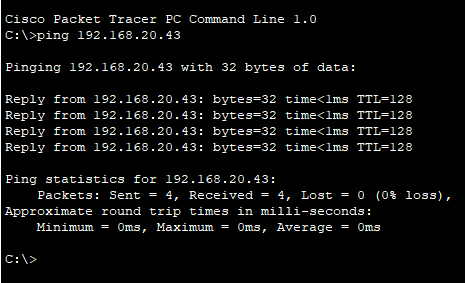 Cisco Packet Tracer PC Command Line 1.0
C:\>ping 192.168.20.43
Pinging 192.168.20.43 with 32 bytes of data:
Reply from 192.168.20.43: bytes=32 time<1ms TTL=128
Reply from 192.168.20.43: bytes=32 time<1ms TTL=128
Reply from 192.168.20.43: bytes=32 time<1ms TTL=128
Reply from 192.168.20.43: bytes=32 time<1ms TTL=128
Ping statistics for 192.168.20.43:
    Packets: Sent = 4, Received = 4, Lost = 0 (0% loss),
Approximate round trip times in milli-seconds:
    Minimum = 0ms, Maximum = 0ms, Average = 0ms
C:\>